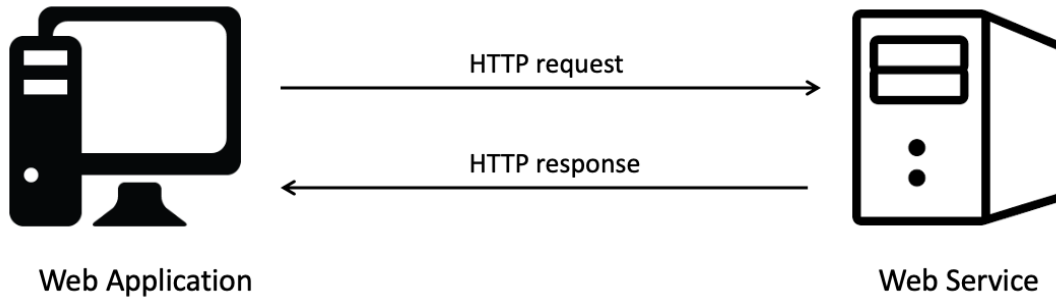 HTTP request
HTTP response
Web Application
Web Service